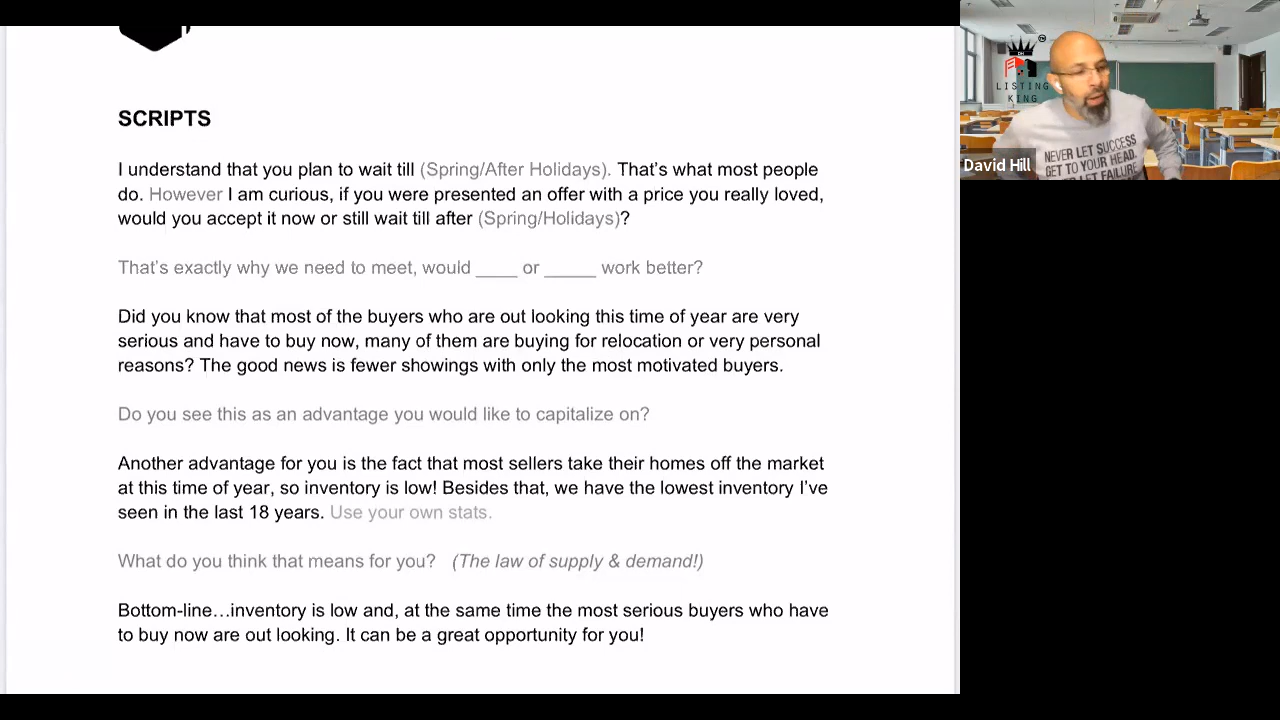 SCRIPTS
I understand that you plan to wait till (Spring/After Holidays). That's what most people
do. However I am curious, if you were presented an offer with a price you really loved,
would you accept it now or still wait till after (Spring/Holidays)?
That's exactly why we need to meet, would ____ or _____ work better?
Did you know that most of the buyers who are out looking this time of year are very
serious and have to buy now, many of them are buying for relocation or very personal
reasons? The good news is fewer showings with only the most motivated buyers.
Do you see this as an advantage you would like to capitalize on?
Another advantage for you is the fact that most sellers take their homes off the market
at this time of year, so inventory is low! Besides that, we have the lowest inventory I've
seen in the last 18 years. Use your own stats.
What do you think that means for you? (The law of supply & demand!)
Bottom-line…inventory is low and, at the same time the most serious buyers who have
to buy now are out looking. It can be a great opportunity for you!
LISTING
KING
NEVER LET SUCCESS
GET TO YOUR HEAD,
LET FAILURE
David Hill